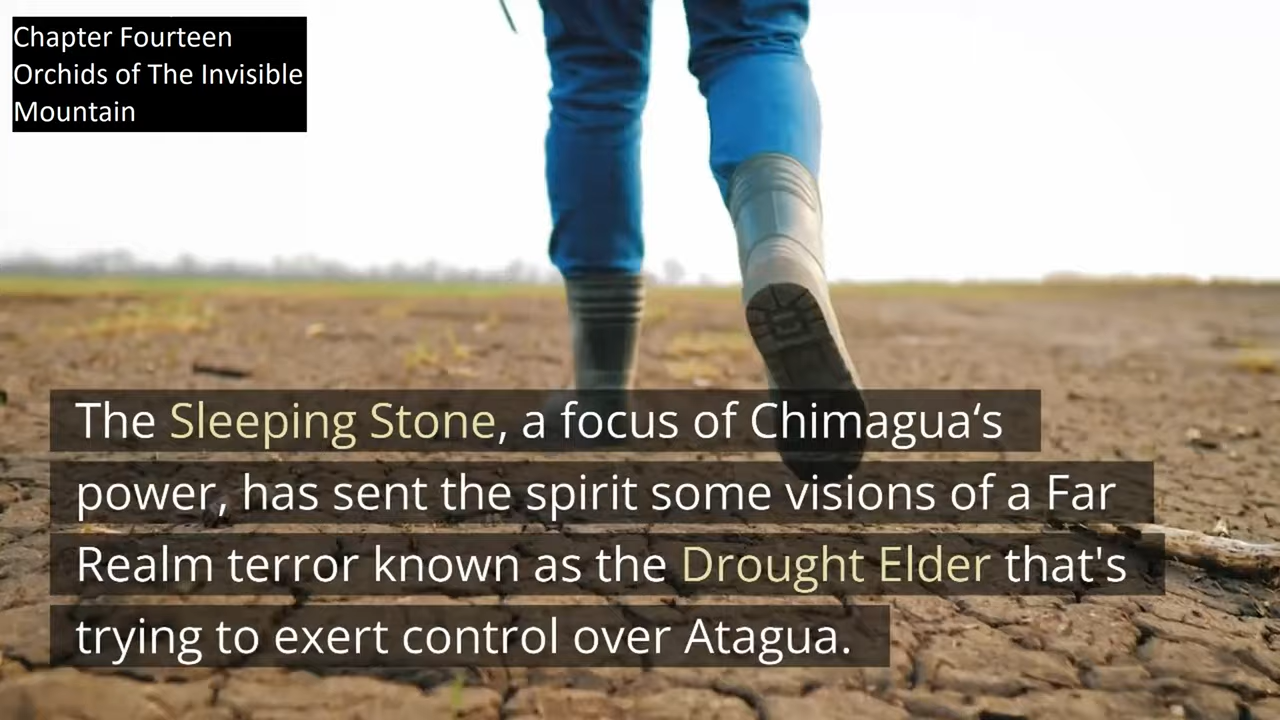 Chapter Fourteen
Orchids of The Invisible
Mountain
The Sleeping Stone, a focus of Chimagua‘s
power, has sent the spirit some visions of a Far
Realm terror known as the Drought Elder that's
trying to exert control over Atagua.